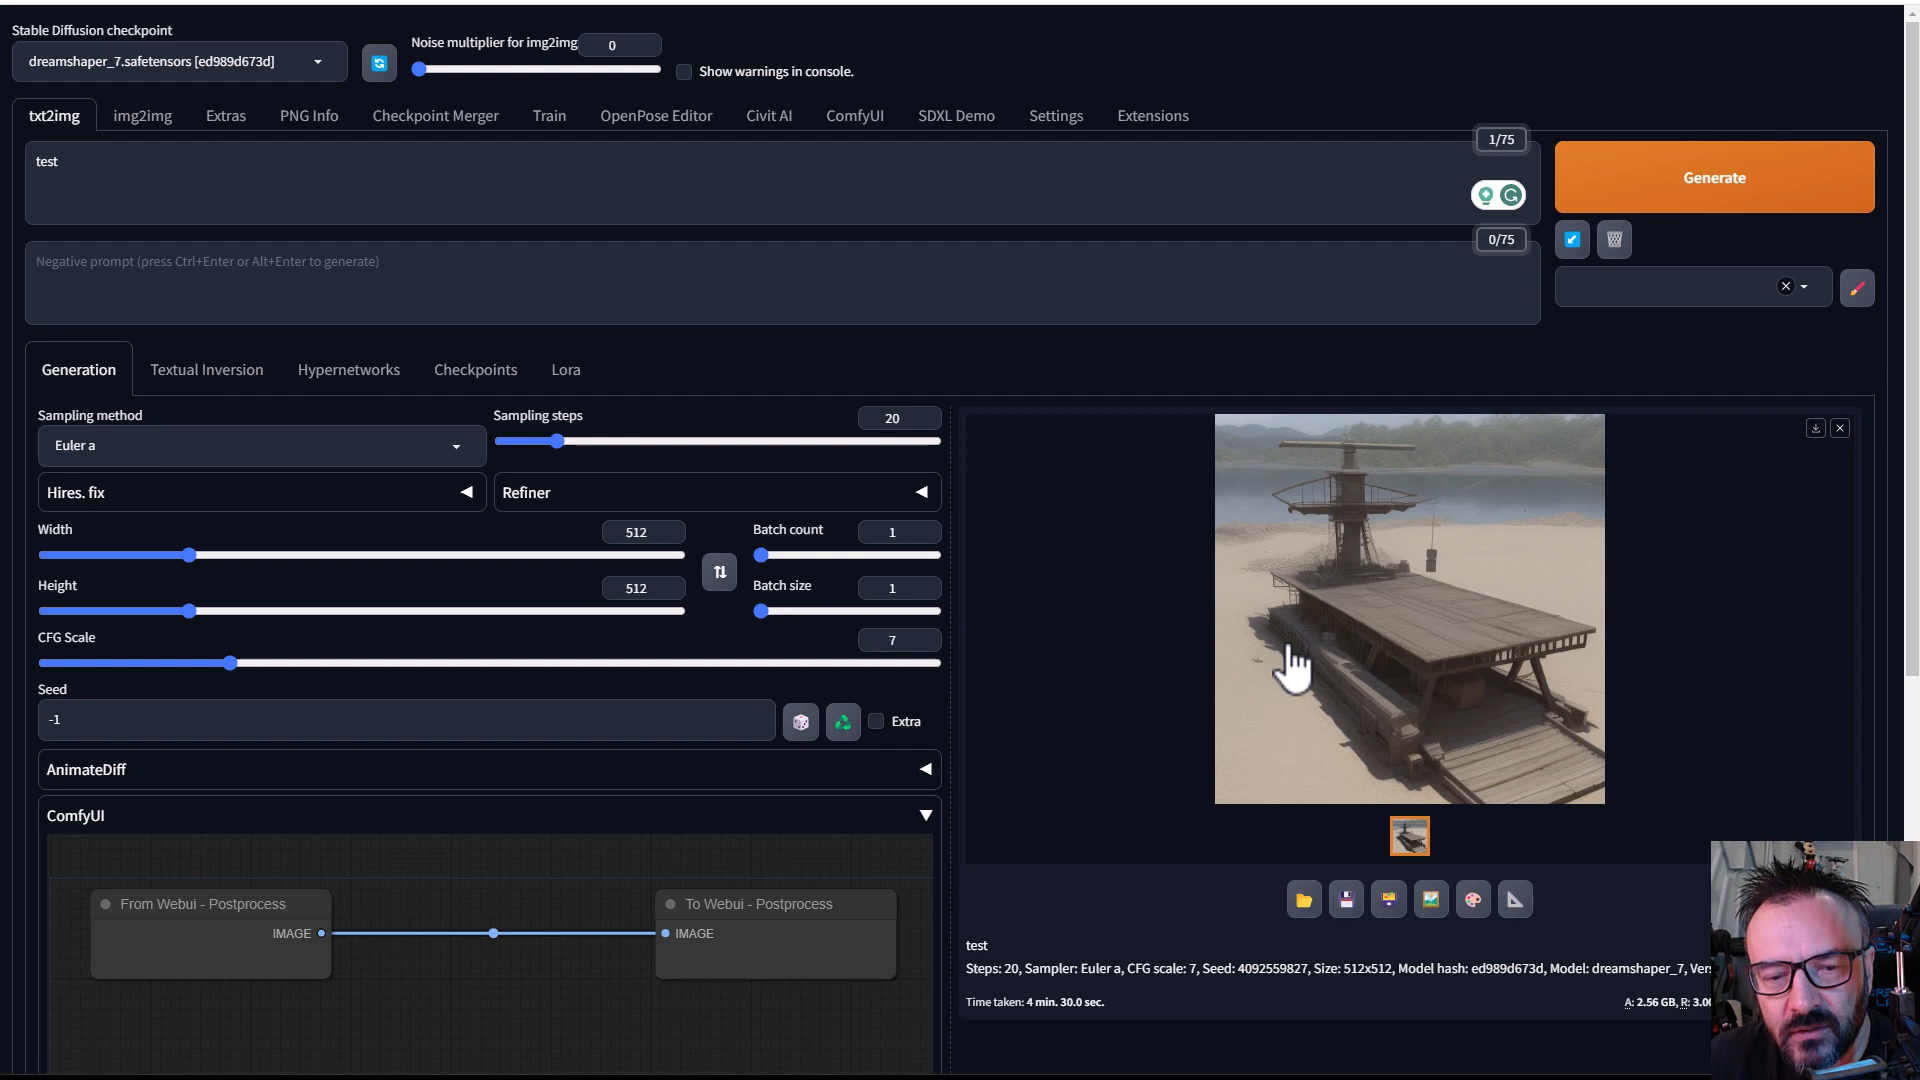 Stable Diffusion checkpoint
dreamshaper_7.safetensors [ed989d673d]
Noise multiplier for img2img
0
Show warnings in console.
txt2img
img2img
Extras
PNG Info
Checkpoint Merger
Train
OpenPose Editor
Civit AI
ComfyUI
SDXL Demo
Settings
Extensions
test
1/75
Generate
Negative prompt (press Ctrl+Enter or Alt+Enter to generate)
0/75
Generation
Textual Inversion
Hypernetworks
Checkpoints
Lora
Sampling method
Euler a
Sampling steps
20
Hires. fix
Refiner
Width
512
Batch count
1
Height
512
Batch size
1
CFG Scale
7
Seed
-1
Extra
AnimateDiff
ComfyUI
From Webui - Postprocess
IMAGE
To Webui - Postprocess
IMAGE
test
Steps: 20, Sampler: Euler a, CFG scale: 7, Seed: 4092559827, Size: 512x512, Model hash: ed989d673d, Model: dreamshaper_7, Vers
Time taken: 4 min. 30.0 sec.
A: 2.56 GB, R: 3.00